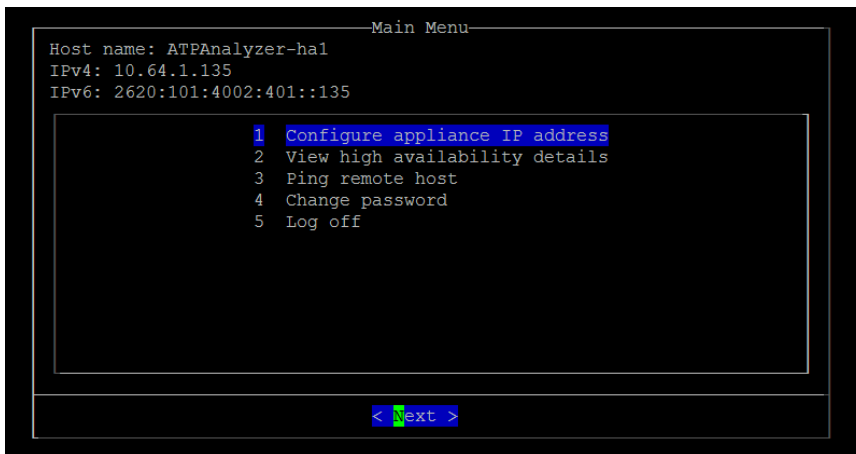 Main Menu
Host name: ATPAnalyzer-ha1
IPv4: 10.64.1.135
IPv6: 2620:101:4002:401::135
1 Configure appliance IP address
2 View high availability details
3 Ping remote host
4 Change password
5 Log off
< Next >